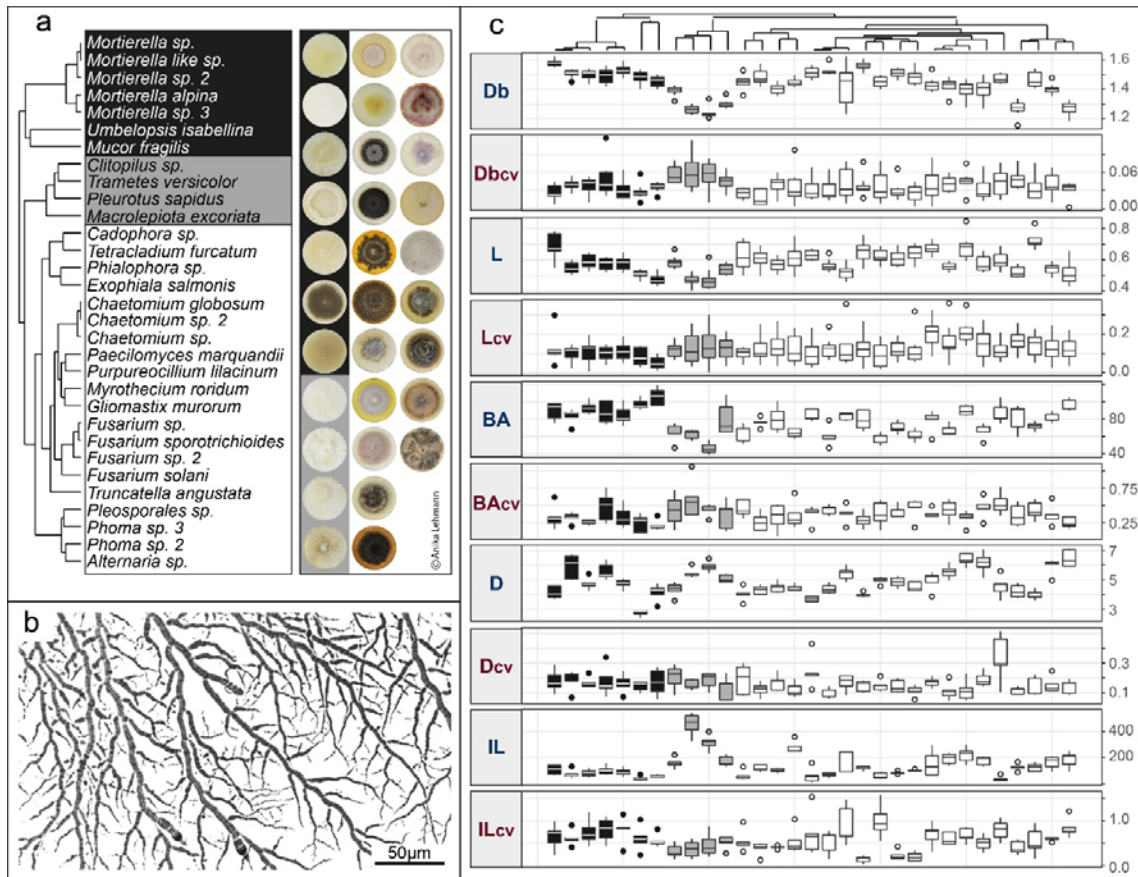 a
Mortierella sp.
Mortierella like sp.
Mortierella sp. 2
Mortierella alpina
Mortierella sp. 3
Umbelopsis isabellina
Mucor fragilis
Clitopilus sp.
Trametes versicolor
Pleurotus sapidus
Macrolepiota excoriata
Cadophora sp.
Tetracladium furcatum
Phialophora sp.
Exophiala salmonis
Chaetomium globosum
Chaetomium sp. 2
Chaetomium sp.
Paecilomyces marquandii
Purpureocillium lilacinum
Myrothecium roridum
Gliomastix murorum
Fusarium sp.
Fusarium sporotrichioides
Fusarium sp. 2
Fusarium solani
Truncatella angustata
Pleosporales sp.
Phoma sp. 3
Phoma sp. 2
Alternaria sp.
©Anika Lehmann
b
50µm
c
Db
1.6
1.4
1.2
Dbcv
0.06
0.00
L
0.8
0.6
0.4
Lcv
0.2
0.0
BA
80
40
BAcv
0.75
0.25
D
7
5
3
Dcv
0.3
0.1
IL
400
0
ILcv
1.0
0.0